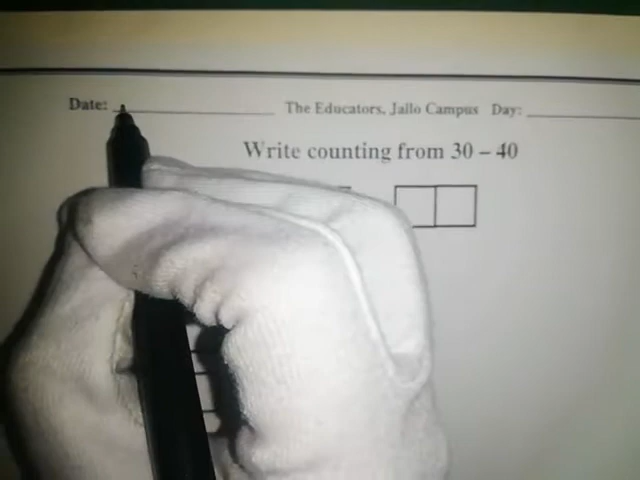 Date: The Educators, Jallo Campus Day:
Write counting from 30 – 40